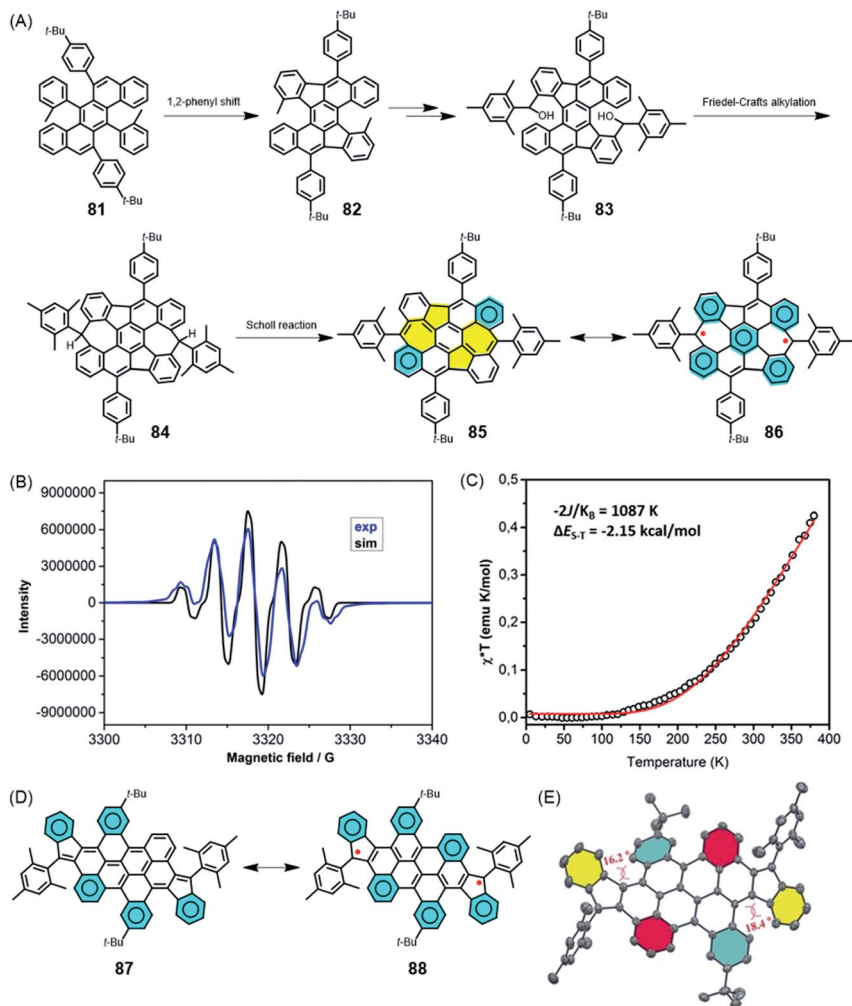 (A)
t-Bu
t-Bu
81
1,2-phenyl shift
t-Bu
t-Bu
82
t-Bu
OH
HO
t-Bu
83
Friedel-Crafts alkylation
t-Bu
H
H
t-Bu
84
Scholl reaction
t-Bu
t-Bu
85
t-Bu
t-Bu
86
(B)
9000000
6000000
3000000
0
-3000000
-6000000
-9000000
Intensity
exp
sim
3300 3310 3320 3330 3340
Magnetic field / G
(C)
0,5
0,4
0,3
0,2
0,1
0,0
χ*T (emu K/mol)
-2J/KB = 1087 K
ΔES-T = -2.15 kcal/mol
0 50 100 150 200 250 300 350 400
Temperature (K)
(D)
t-Bu
t-Bu
87
t-Bu
t-Bu
88
(E)
16.2°
18.4°